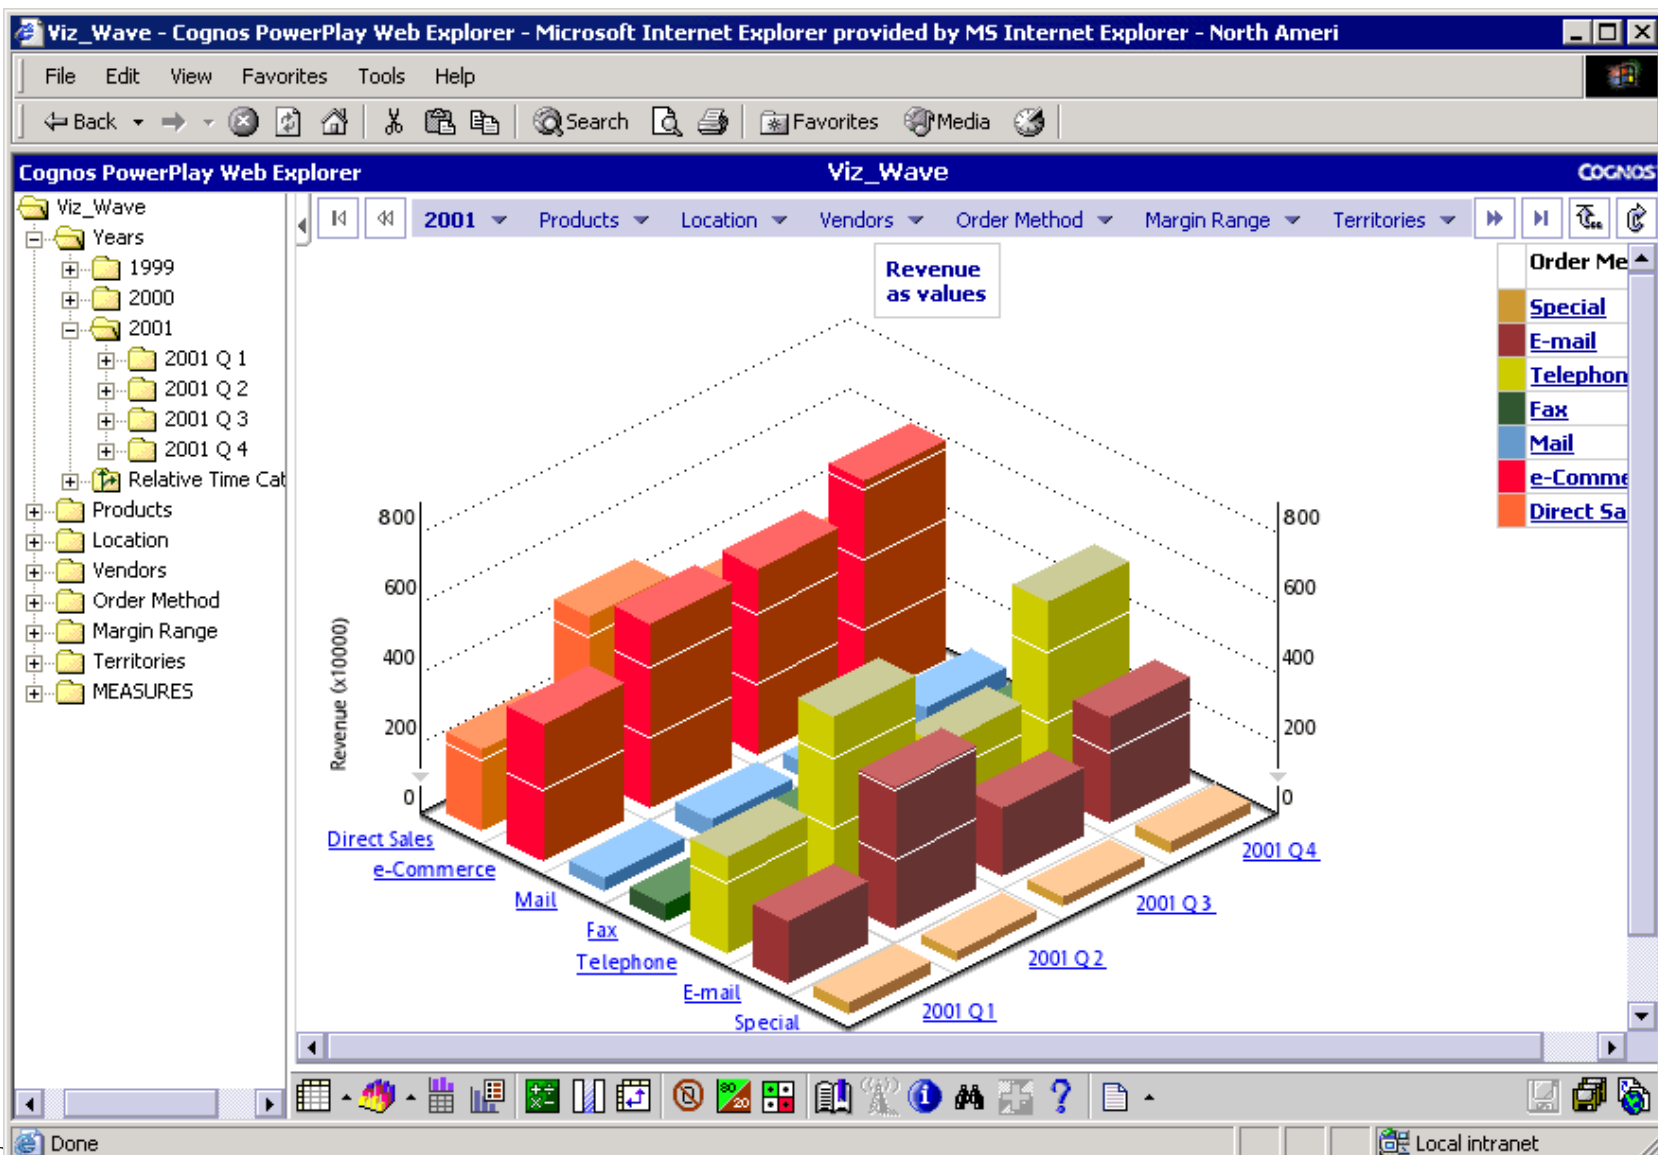 Viz_Wave - Cognos PowerPlay Web Explorer - Microsoft Internet Explorer provided by MS Internet Explorer - North Ameri
File Edit View Favorites Tools Help
Back Search Favorites Media
Cognos PowerPlay Web Explorer Viz_Wave COGNOS
Viz_Wave
Years
1999
2000
2001
2001 Q 1
2001 Q 2
2001 Q 3
2001 Q 4
Relative Time Cat
Products
Location
Vendors
Order Method
Margin Range
Territories
MEASURES
2001 Products Location Vendors Order Method Margin Range Territories
Revenue
as values
Order Me
Special
E-mail
Telephon
Fax
Mail
e-Comme
Direct Sa
800
600
400
200
0
Revenue (x10000)
800
600
400
200
0
Direct Sales
e-Commerce
Mail
Fax
Telephone
E-mail
Special
2001 Q1
2001 Q2
2001 Q3
2001 Q4
80
20
Done Local intranet